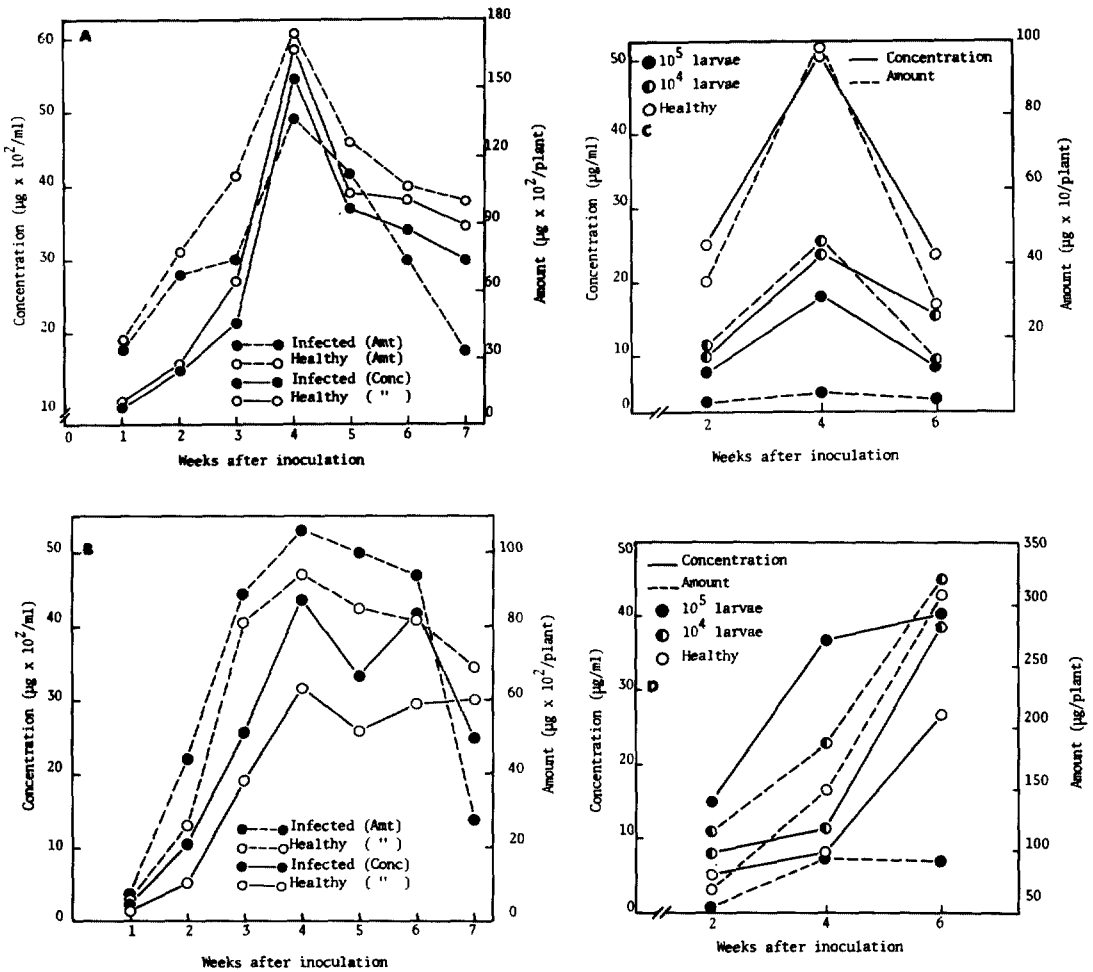 A
60
50
40
30
20
10
0
Concentration (µg x 10²/ml)
180
150
120
90
60
30
0
Amount (µg x 10²/plant)
Infected (Amt)
Healthy (Amt)
Infected (Conc)
Healthy ( " )
1 2 3 4 5 6 7
Weeks after inoculation
C
50
40
30
20
10
0
Concentration (µg/ml)
10⁵ larvae
10⁴ larvae
Healthy
Concentration
Amount
100
80
60
40
20
Amount (µg x 10/plant)
2 4 6
Weeks after inoculation
B
50
40
30
20
10
0
Concentration (µg x 10²/ml)
100
80
60
40
20
0
Amount (µg x 10²/plant)
Infected (Amt)
Healthy ( " )
Infected (Conc)
Healthy ( " )
1 2 3 4 5 6 7
Weeks after inoculation
D
50
40
30
20
10
0
Concentration (µg/ml)
Concentration
Amount
10⁵ larvae
10⁴ larvae
Healthy
350
300
250
200
150
100
50
Amount (µg/plant)
2 4 6
Weeks after inoculation